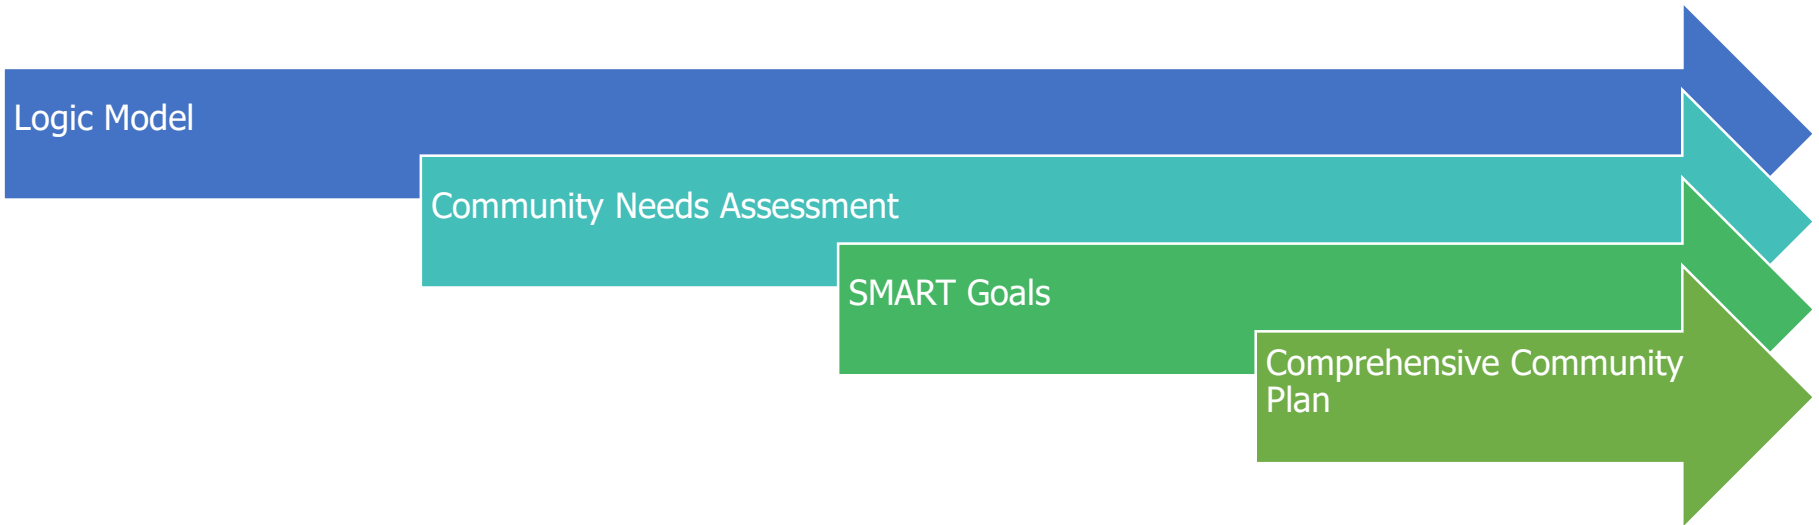 Logic Model
Community Needs Assessment
SMART Goals
Comprehensive Community
Plan